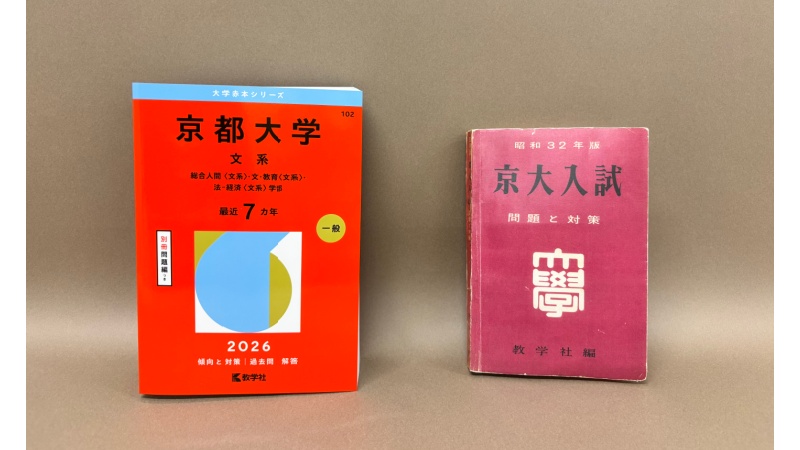 大学赤本シリーズ
102
京都大学
文系
総合人間〈文系〉・文・教育〈文系〉・
法・経済〈文系〉学部
最近7カ年
一般
別冊問題編つき
2026
傾向と対策｜過去問 解答
教学社
昭和32年版
京大入試
問題と対策
大學
教学社編